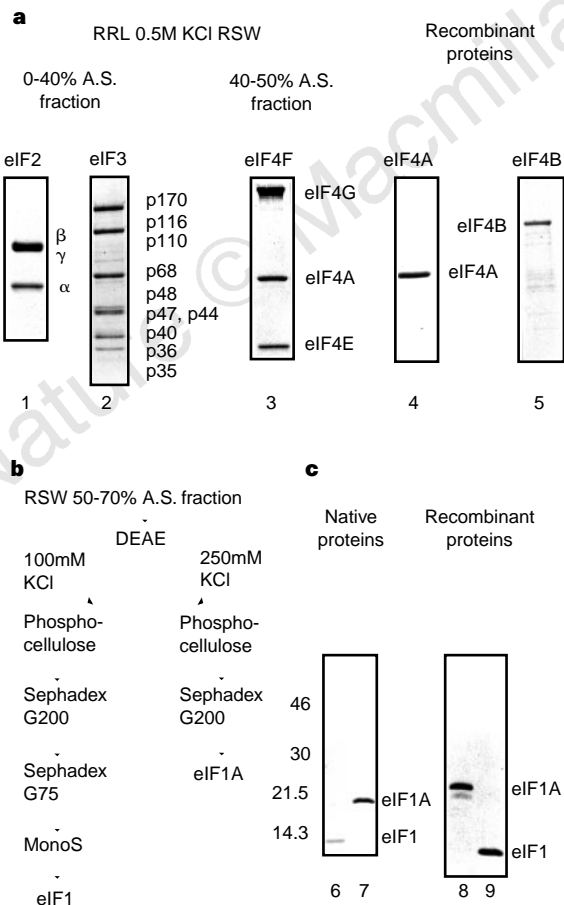 a
RRL 0.5M KCl RSW
Recombinant
proteins
0-40% A.S.
fraction
40-50% A.S.
fraction
eIF2
eIF3
eIF4F
eIF4A
eIF4B
β
γ
α
p170
p116
p110
p68
p48
p47, p44
p40
p36
p35
eIF4G
eIF4A
eIF4E
eIF4A
eIF4B
1
2
3
4
5
b
RSW 50-70% A.S. fraction
DEAE
100mM
KCl
250mM
KCl
Phospho-
cellulose
Phospho-
cellulose
Sephadex
G200
Sephadex
G200
Sephadex
G75
eIF1A
MonoS
eIF1
c
Native
proteins
Recombinant
proteins
46
30
21.5
14.3
eIF1A
eIF1
eIF1A
eIF1
6 7
8 9
Nature © Macmilla